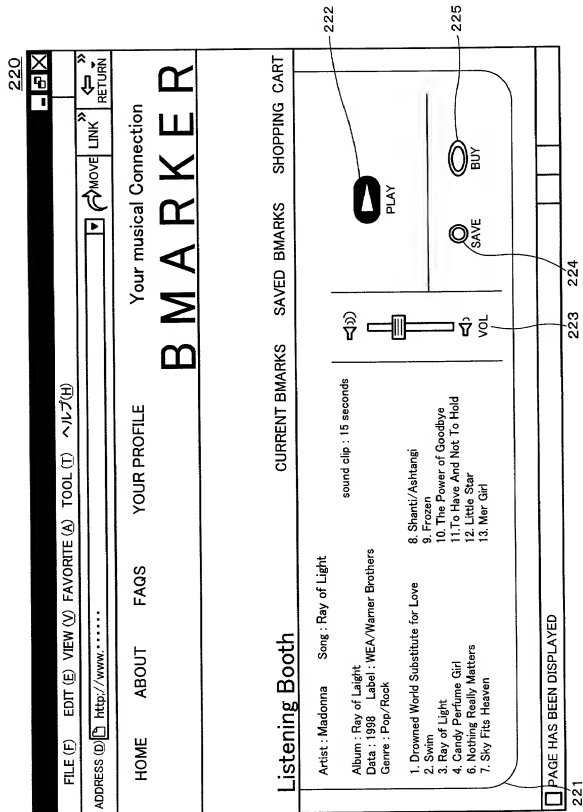 220
FILE (F) EDIT (E) VIEW (V) FAVORITE (A) TOOL (T) ヘルプ(H)
ADDRESS (D) http://www.•••••• MOVE LINK » RETURN »
HOME ABOUT FAQS YOUR PROFILE Your musical Connection
BMARKER
CURRENT BMARKS SAVED BMARKS SHOPPING CART
Listening Booth
Artist : Madonna Song : Ray of Light sound clip : 15 seconds
Album : Ray of Laight
Data : 1998 Label : WEA/Warner Brothers
Genre : Pop/Rock
1. Drowned World Substitute for Love
2. Swim
3. Ray of Light
4. Candy Perfume Girl
6. Nothing Really Matters
7. Sky Fits Heaven
8. Shanti/Ashtangi
9. Frozen
10. The Power of Goodbye
11.To Have And Not To Hold
12. Little Star
13. Mer Girl
VOL
PLAY
SAVE BUY
PAGE HAS BEEN DISPLAYED
221
222
223
224
225